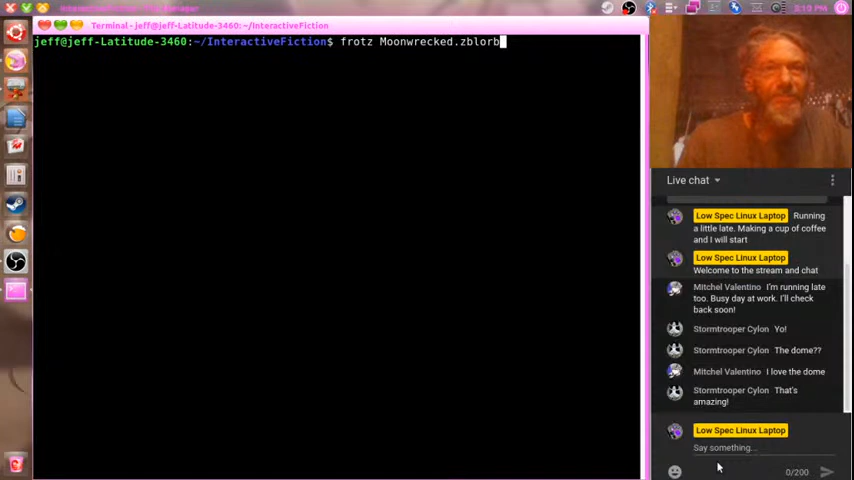 3:10 PM
Terminal - jeff@jeff-Latitude-3460:~/InteractiveFiction
jeff@jeff-Latitude-3460:~/InteractiveFiction$ frotz Moonwrecked.zblorb
Live chat
Low Spec Linux Laptop Running
a little late. Making a cup of coffee
and I will start
Low Spec Linux Laptop
Welcome to the stream and chat
Mitchel Valentino I'm running late
too. Busy day at work. I'll check
back soon!
Stormtrooper Cylon Yo!
Stormtrooper Cylon The dome??
Mitchel Valentino I love the dome
Stormtrooper Cylon That's
amazing!
Low Spec Linux Laptop
Say something...
0/200